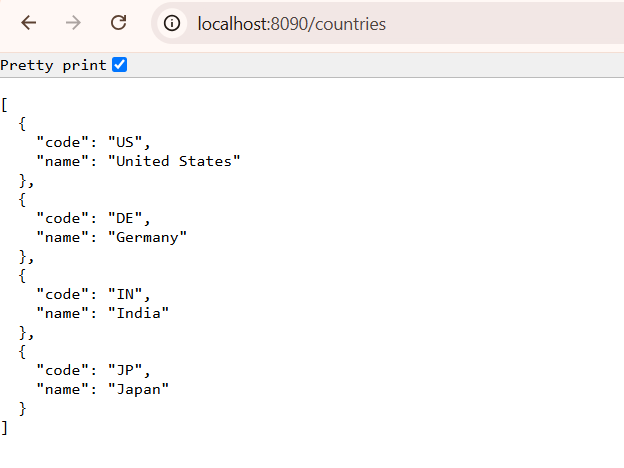 localhost:8090/countries
Pretty print
[
  {
    "code": "US",
    "name": "United States"
  },
  {
    "code": "DE",
    "name": "Germany"
  },
  {
    "code": "IN",
    "name": "India"
  },
  {
    "code": "JP",
    "name": "Japan"
  }
]